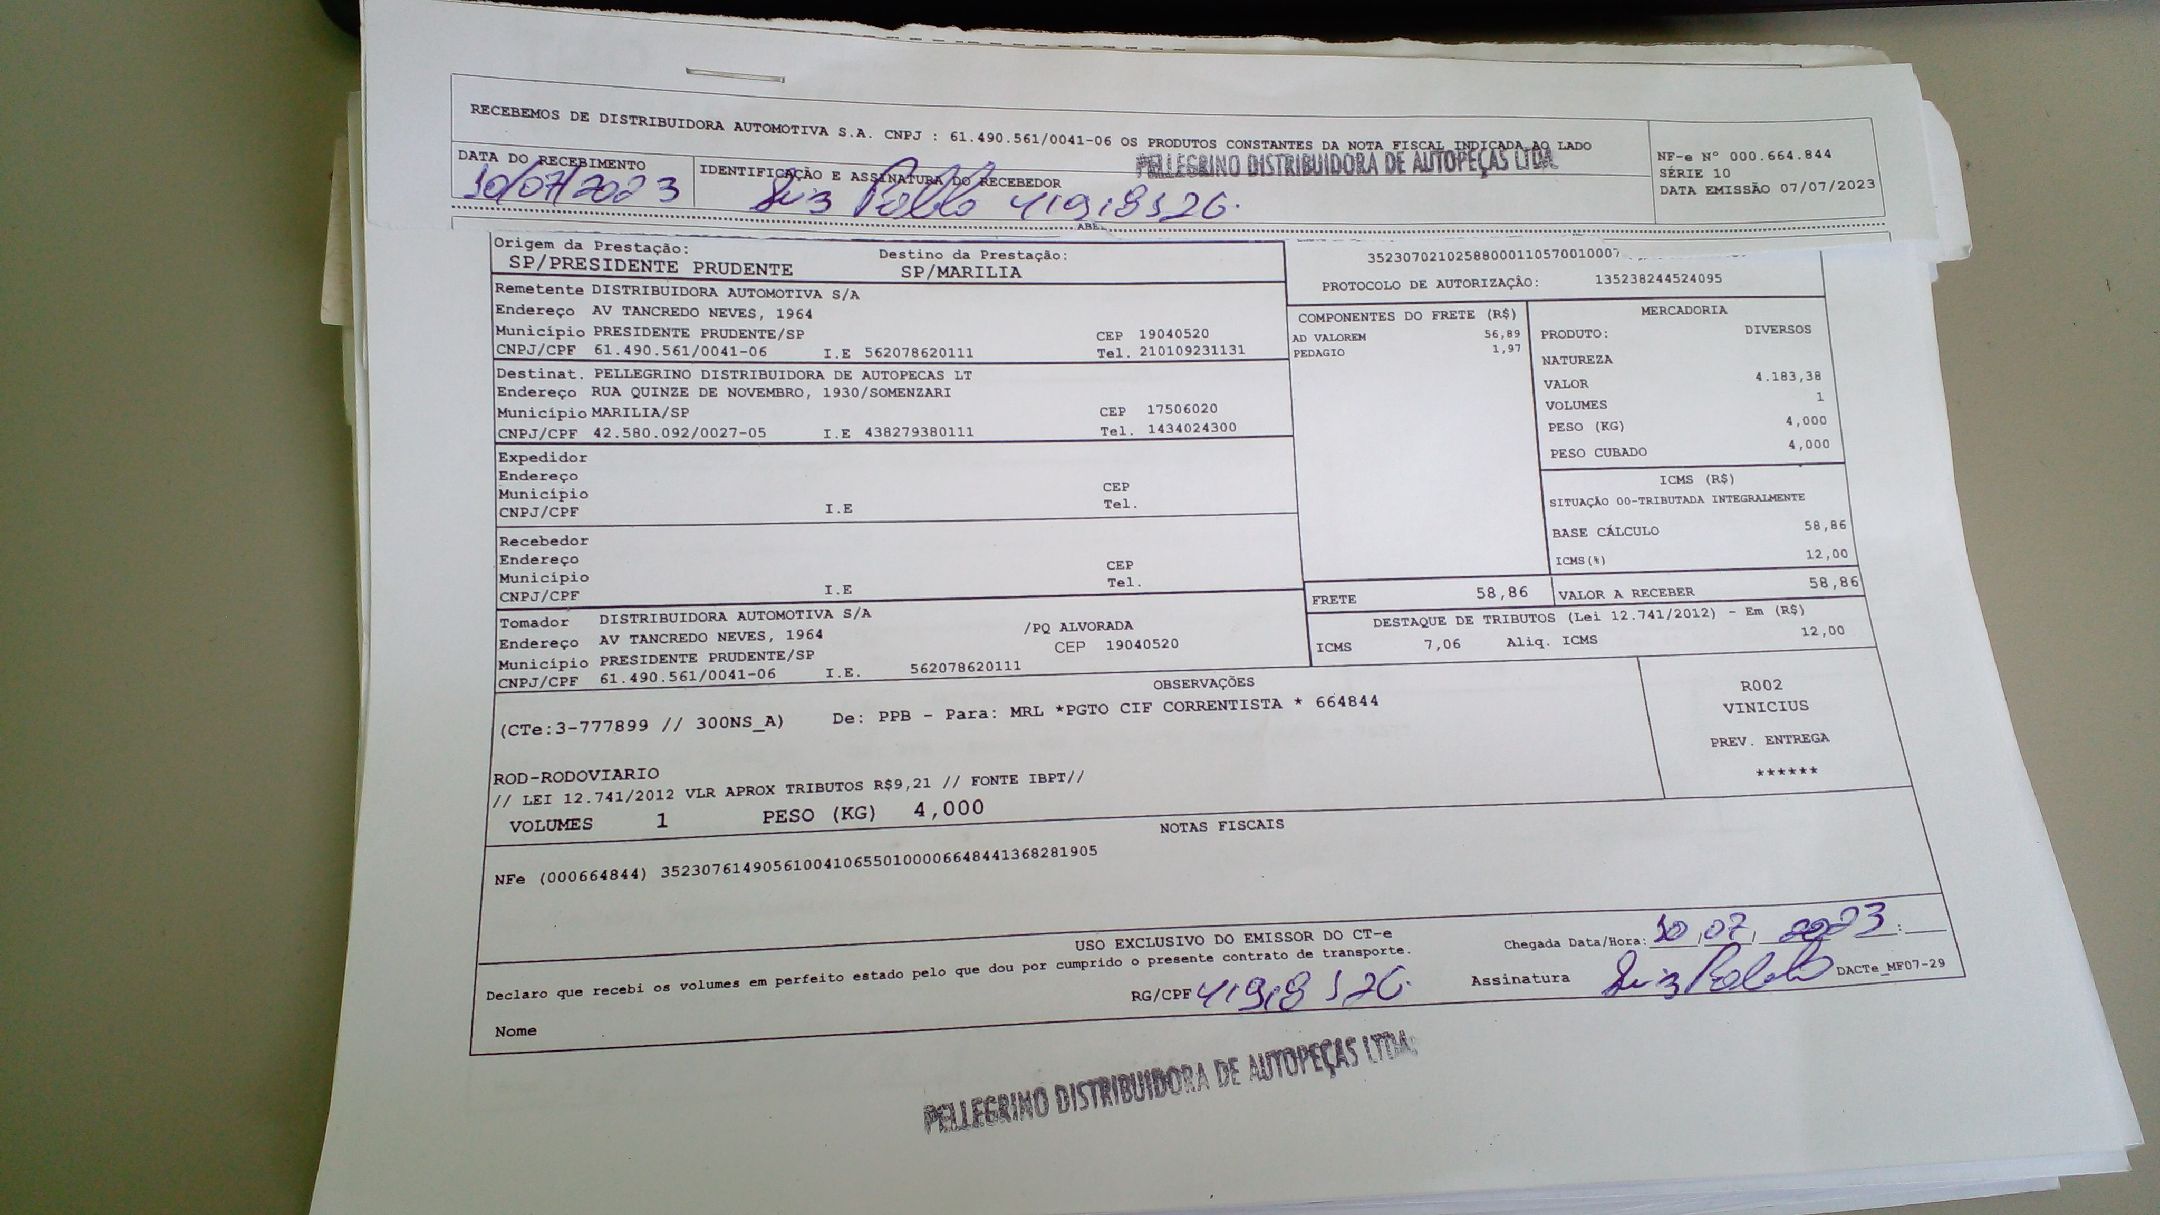 RECEBEMOS DE DISTRIBUIDORA AUTOMOTIVA S.A. CNPJ : 61.490.561/0041-06 OS PRODUTOS CONSTANTES DA NOTA FISCAL INDICADA AO LADO
PELLEGRINO DISTRIBUIDORA DE AUTOPEÇAS LTDA.
NF-e Nº 000.664.844
SÉRIE 10
DATA EMISSÃO 07/07/2023
DATA DO RECEBIMENTO
10/07/2023
IDENTIFICAÇÃO E ASSINATURA DO RECEBEDOR
Luiz Pablo
Origem da Prestação: Destino da Prestação:
SP/PRESIDENTE PRUDENTE SP/MARILIA
Remetente DISTRIBUIDORA AUTOMOTIVA S/A
Endereço AV TANCREDO NEVES, 1964
Município PRESIDENTE PRUDENTE/SP CEP 19040520
CNPJ/CPF 61.490.561/0041-06 I.E 562078620111 Tel. 210109231131
Destinat. PELLEGRINO DISTRIBUIDORA DE AUTOPECAS LT
Endereço RUA QUINZE DE NOVEMBRO, 1930/SOMENZARI
Município MARILIA/SP CEP 17506020
CNPJ/CPF 42.580.092/0027-05 I.E 438279380111 Tel. 1434024300
Expedidor
Endereço
Município CEP
CNPJ/CPF I.E Tel.
Recebedor
Endereço
Município CEP
CNPJ/CPF I.E Tel.
Tomador DISTRIBUIDORA AUTOMOTIVA S/A
Endereço AV TANCREDO NEVES, 1964 /PQ ALVORADA
Município PRESIDENTE PRUDENTE/SP CEP 19040520
CNPJ/CPF 61.490.561/0041-06 I.E. 562078620111
PROTOCOLO DE AUTORIZAÇÃO: 135238244524095
COMPONENTES DO FRETE (R$)
AD VALOREM 56,89
PEDAGIO 1,97
MERCADORIA
PRODUTO: DIVERSOS
NATUREZA
VALOR 4.183,38
VOLUMES 1
PESO (KG) 4,000
PESO CUBADO 4,000
ICMS (R$)
SITUAÇÃO 00-TRIBUTADA INTEGRALMENTE
BASE CÁLCULO 58,86
ICMS(%) 12,00
FRETE 58,86 VALOR A RECEBER 58,86
DESTAQUE DE TRIBUTOS (Lei 12.741/2012) - Em (R$)
ICMS 7,06 Aliq. ICMS 12,00
OBSERVAÇÕES
(CTe:3-777899 // 300NS_A) De: PPB - Para: MRL *PGTO CIF CORRENTISTA * 664844
ROD-RODOVIARIO
// LEI 12.741/2012 VLR APROX TRIBUTOS R$9,21 // FONTE IBPT//
VOLUMES 1 PESO (KG) 4,000
R002
VINICIUS
PREV. ENTREGA
******
NOTAS FISCAIS
NFe (000664844) 35230761490561004106550100006648441368281905
USO EXCLUSIVO DO EMISSOR DO CT-e
Declaro que recebi os volumes em perfeito estado pelo que dou por cumprido o presente contrato de transporte.
Chegada Data/Hora: 10/07/2023 :
Nome RG/CPF Assinatura Luiz Pablo DACTe_MF07-29
PELLEGRINO DISTRIBUIDORA DE AUTOPEÇAS LTDA.